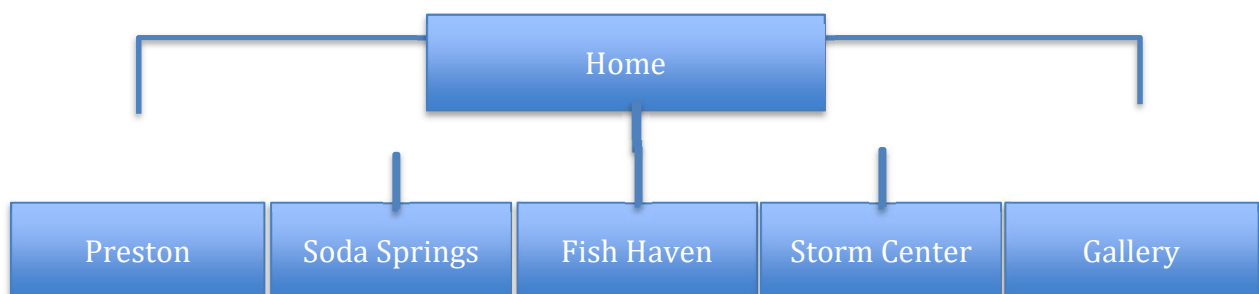 Home
Preston
Soda Springs
Fish Haven
Storm Center
Gallery